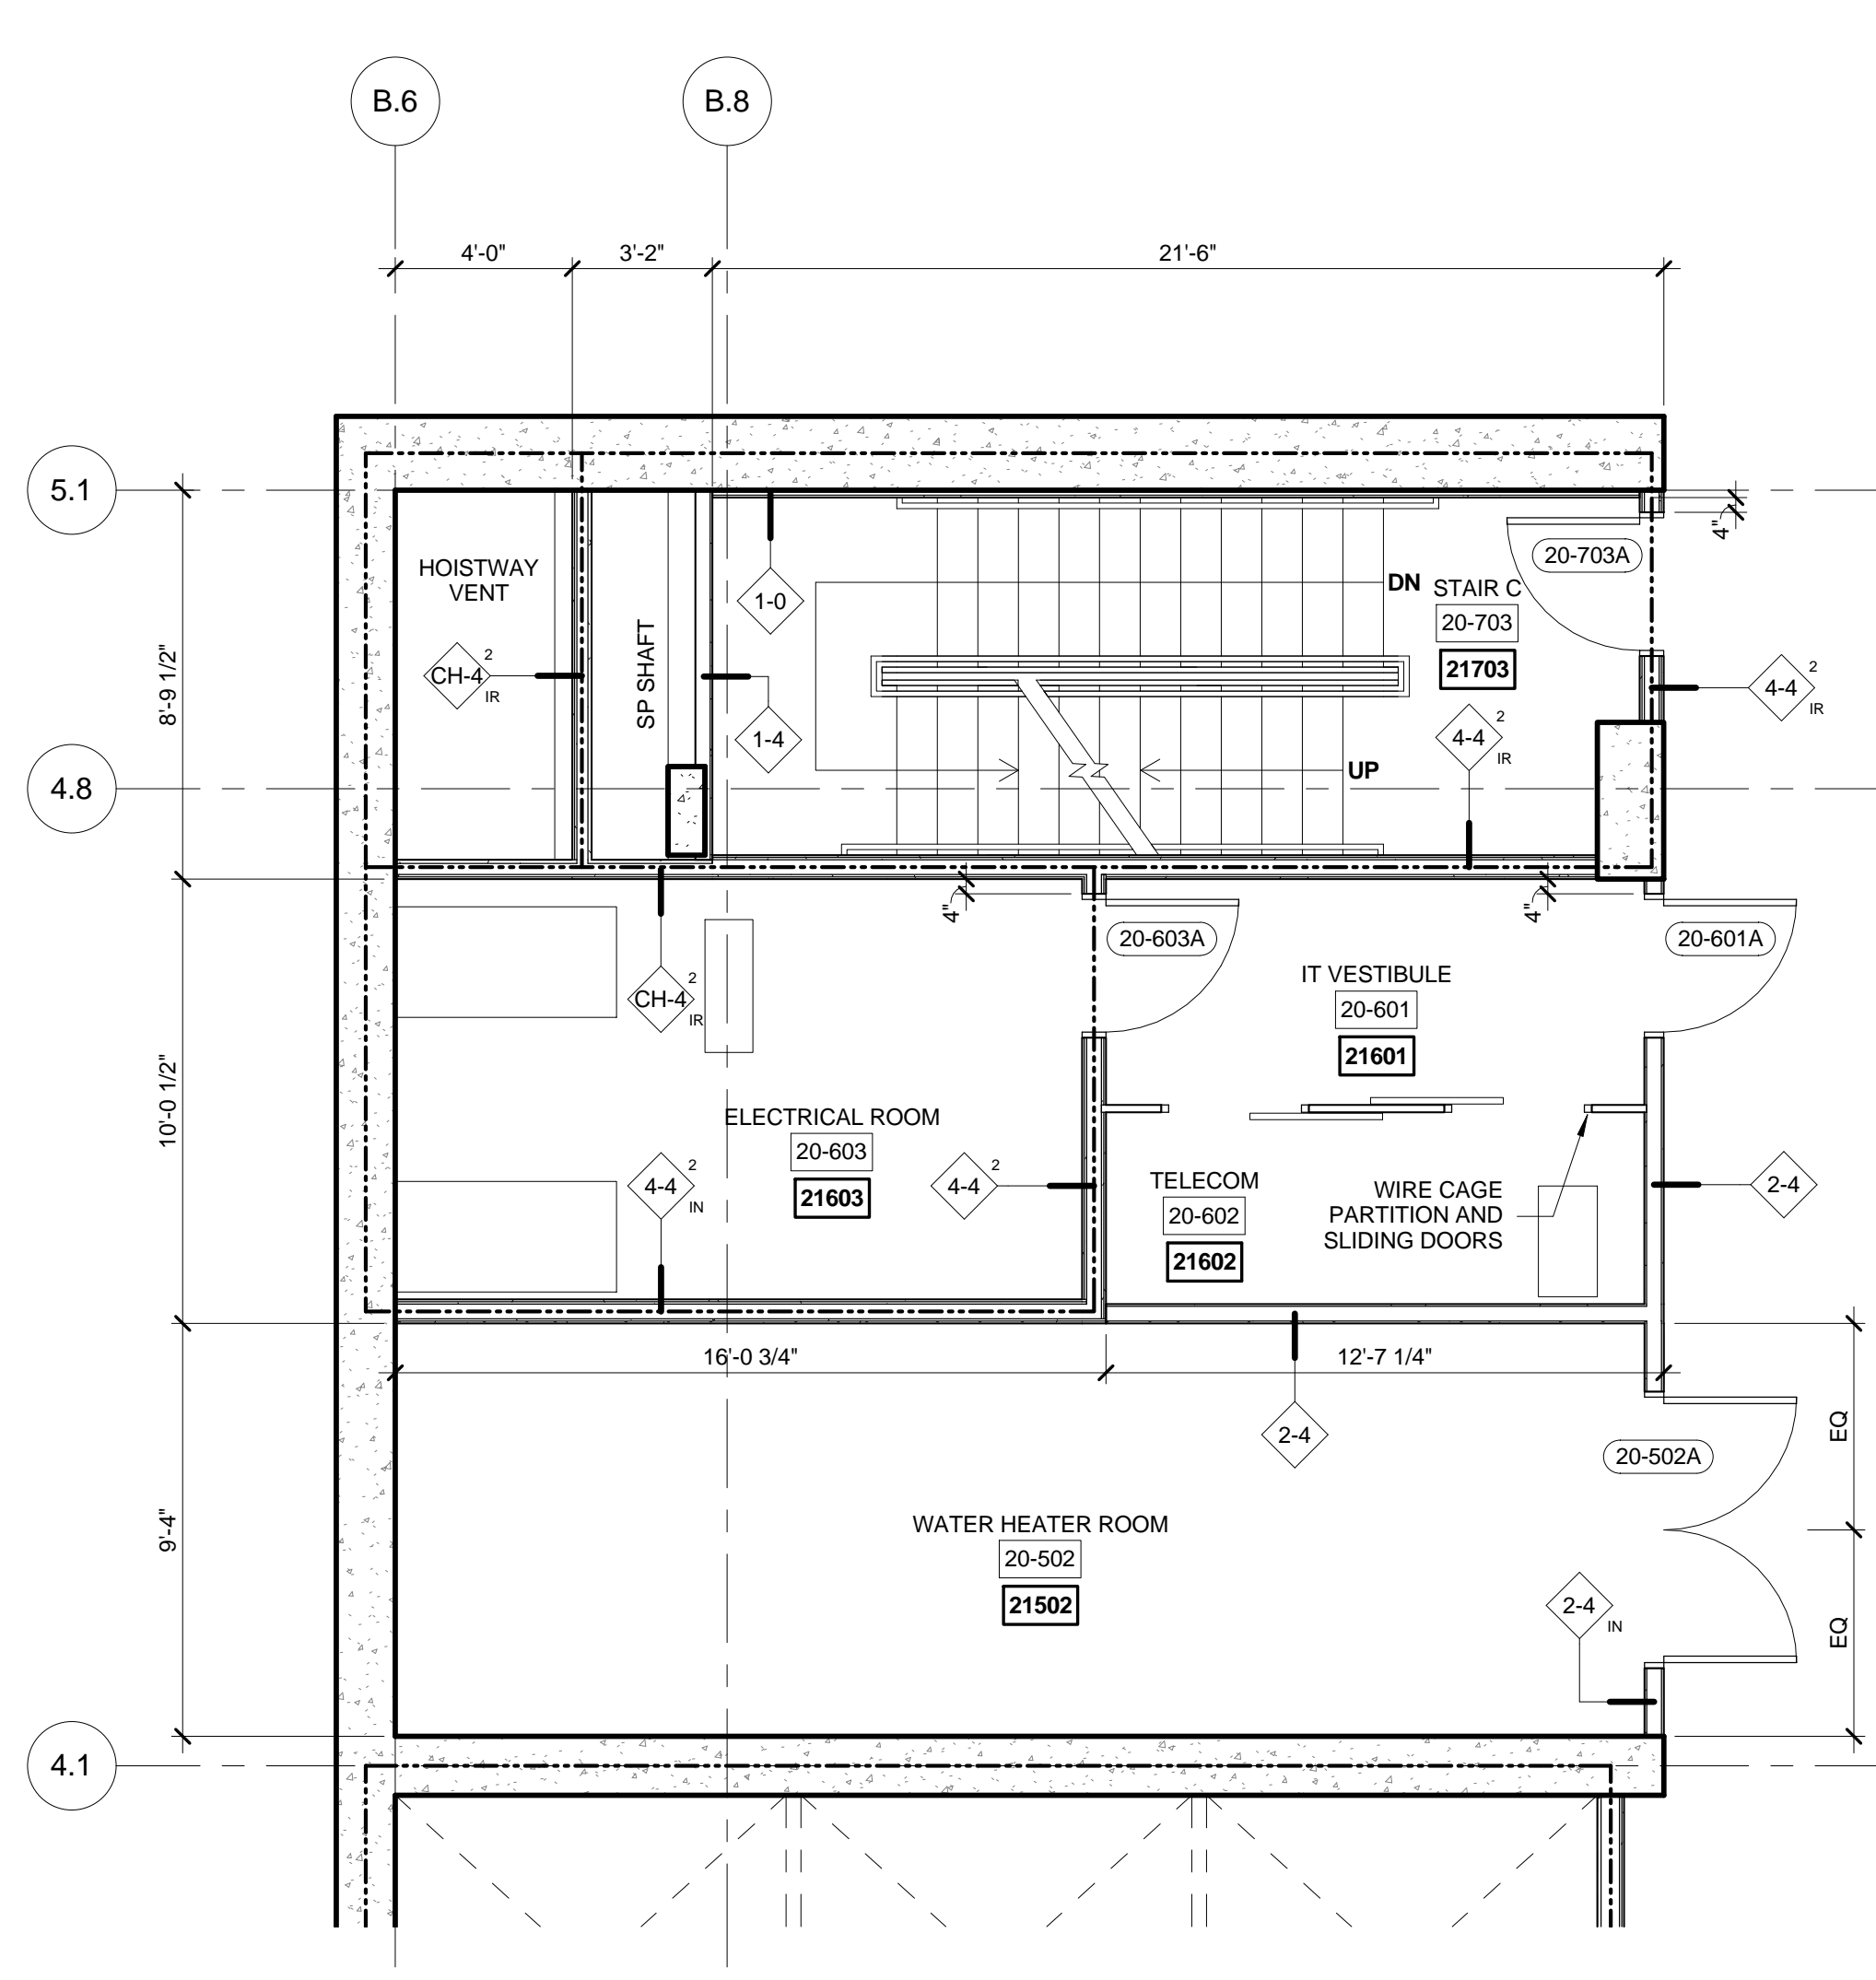 B.6
B.8
4'-0"
3'-2"
21'-6"
5.1
4"
20-703A
HOISTWAY
VENT
DN
STAIR C
1-0
20-703
SP SHAFT
21703
2
CH-4
IR
2
4-4
IR
8'-9 1/2"
1-4
2
4-4
IR
UP
4.8
4"
4"
20-603A
20-601A
IT VESTIBULE
2
CH-4
IR
20-601
21601
10'-0 1/2"
ELECTRICAL ROOM
20-603
21603
2
4-4
IN
2
4-4
TELECOM
20-602
21602
WIRE CAGE
PARTITION AND
SLIDING DOORS
2-4
16'-0 3/4"
12'-7 1/4"
2-4
EQ
20-502A
9'-4"
WATER HEATER ROOM
20-502
21502
2-4
IN
EQ
4.1